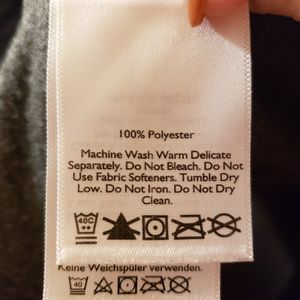 100% Polyester
Machine Wash Warm Delicate
Separately. Do Not Bleach. Do Not
Use Fabric Softeners. Tumble Dry
Low. Do Not Iron. Do Not Dry
Clean.
40C
Keine Weichspüler verwenden.
40